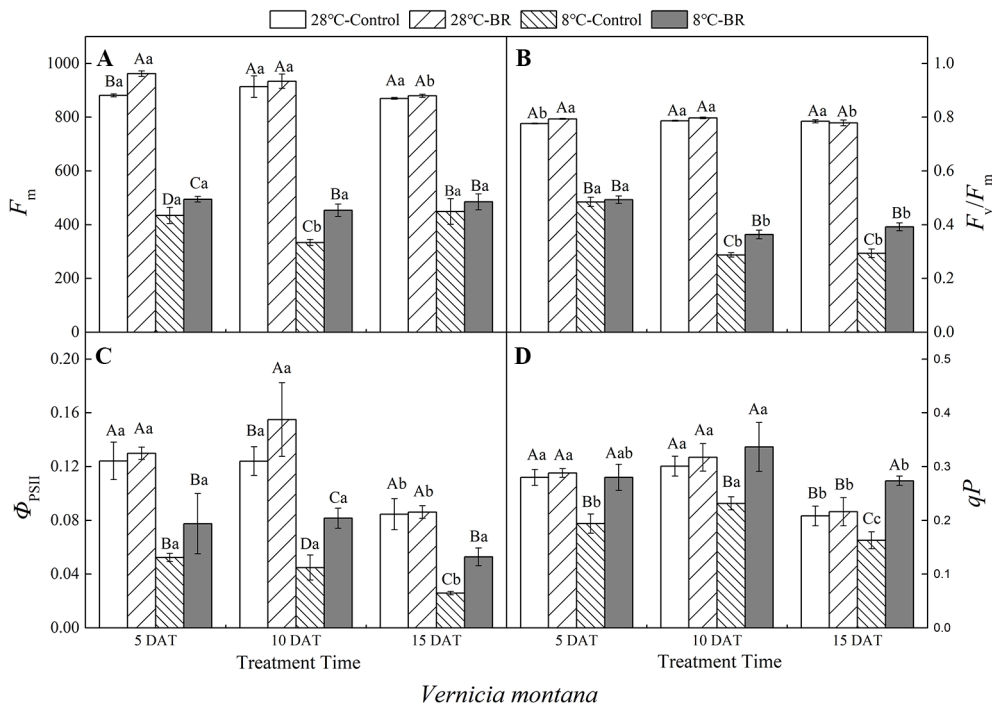 28℃-Control 28℃-BR 8℃-Control 8℃-BR
A
B
1000
800
600
400
200
0
Fm
Ba Aa Da Ca
Aa Aa Cb Ba
Aa Ab Ba Ba
1.0
0.8
0.6
0.4
0.2
0.0
Fv/Fm
Ab Aa Ba Ba
Aa Aa Cb Bb
Aa Ab Cb Bb
C
D
0.20
0.16
0.12
0.08
0.04
0.00
ΦPSII
Aa Aa Ba Ba
Ba Aa Da Ca
Ab Ab Cb Ba
0.5
0.4
0.3
0.2
0.1
0.0
qP
Aa Aa Bb Aab
Aa Aa Ba Aa
Bb Bb Cc Ab
5 DAT 10 DAT 15 DAT 5 DAT 10 DAT 15 DAT
Treatment Time Treatment Time
Vernicia montana